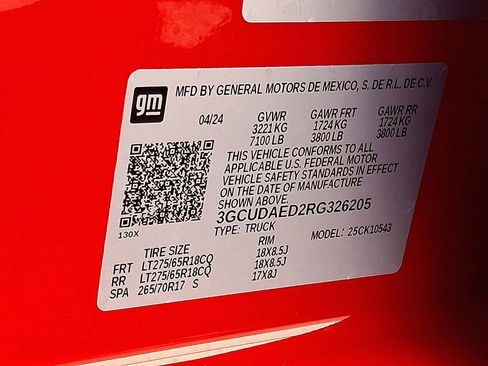 gm
MFD BY GENERAL MOTORS DE MEXICO, S. DE R.L. DE C.V.
04/24 GVWR GAWR FRT GAWR RR
3221 KG 1724 KG 1724 KG
7100 LB 3800 LB 3800 LB
THIS VEHICLE CONFORMS TO ALL
APPLICABLE U.S. FEDERAL MOTOR
VEHICLE SAFETY STANDARDS IN EFFECT
ON THE DATE OF MANUFACTURE
SHOWN ABOVE.
3GCUDAED2RG326205
TYPE: TRUCK MODEL: 25CK10543
130X
TIRE SIZE RIM
FRT LT275/65R18CQ 18X8.5J
RR LT275/65R18CQ 18X8.5J
SPA 265/70R17 S 17X8J